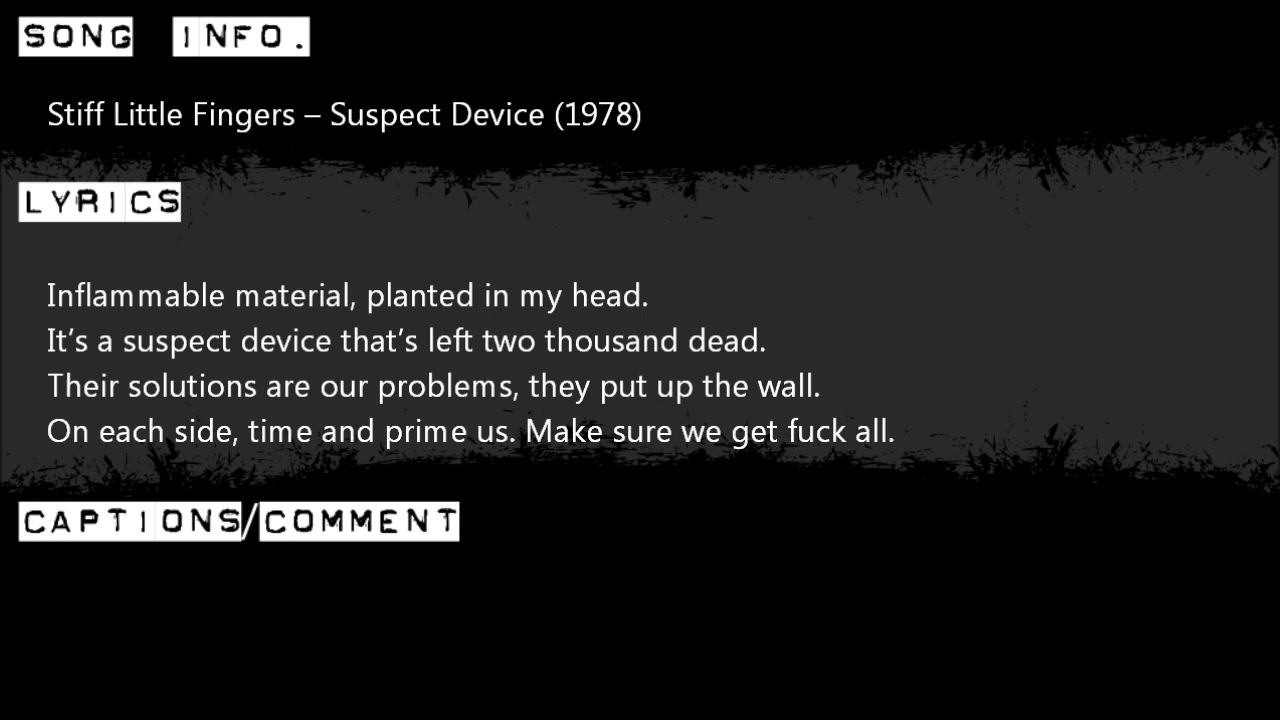 SONG INFO.
Stiff Little Fingers – Suspect Device (1978)
LYRICS
Inflammable material, planted in my head.
It’s a suspect device that’s left two thousand dead.
Their solutions are our problems, they put up the wall.
On each side, time and prime us. Make sure we get fuck all.
CAPTIONS/COMMENT